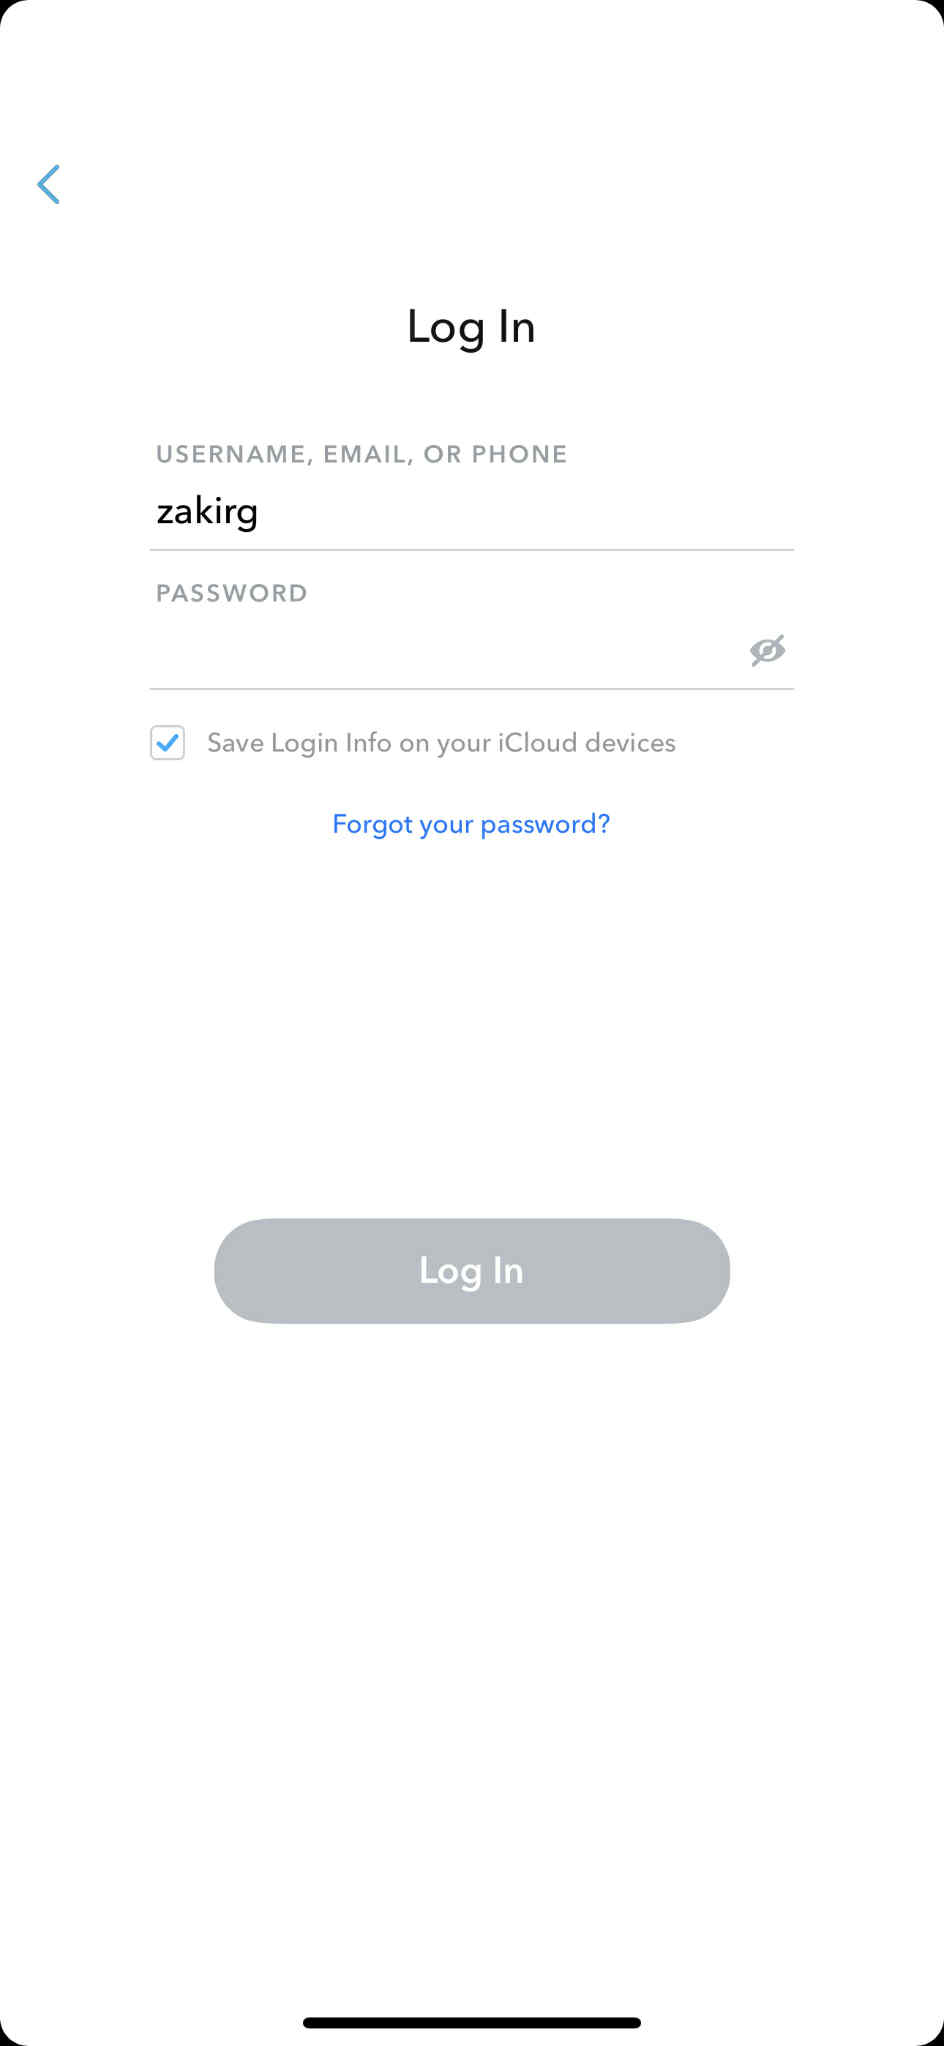 Log In
USERNAME, EMAIL, OR PHONE
zakirg
PASSWORD
Save Login Info on your iCloud devices
Forgot your password?
Log In